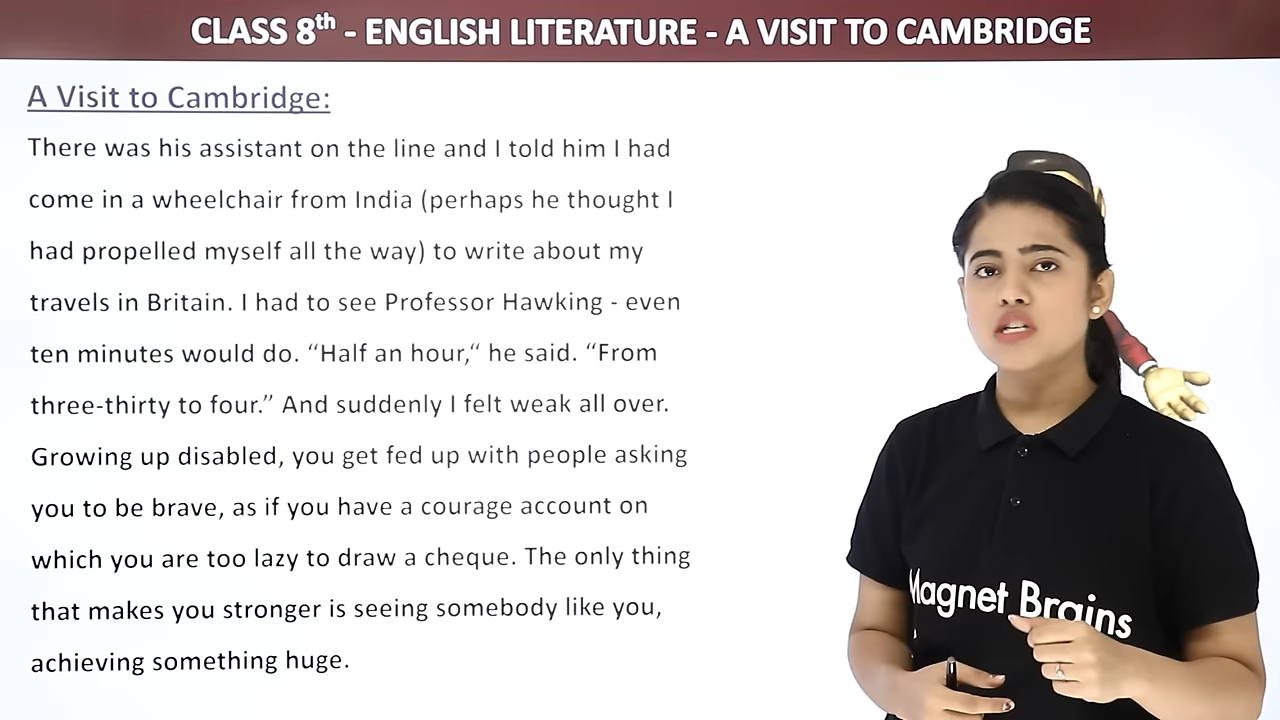 CLASS 8th - ENGLISH LITERATURE - A VISIT TO CAMBRIDGE
A Visit to Cambridge:
There was his assistant on the line and I told him I had
come in a wheelchair from India (perhaps he thought I
had propelled myself all the way) to write about my
travels in Britain. I had to see Professor Hawking - even
ten minutes would do. “Half an hour,“ he said. “From
three-thirty to four.” And suddenly I felt weak all over.
Growing up disabled, you get fed up with people asking
you to be brave, as if you have a courage account on
which you are too lazy to draw a cheque. The only thing
that makes you stronger is seeing somebody like you,
achieving something huge.
Magnet Brains